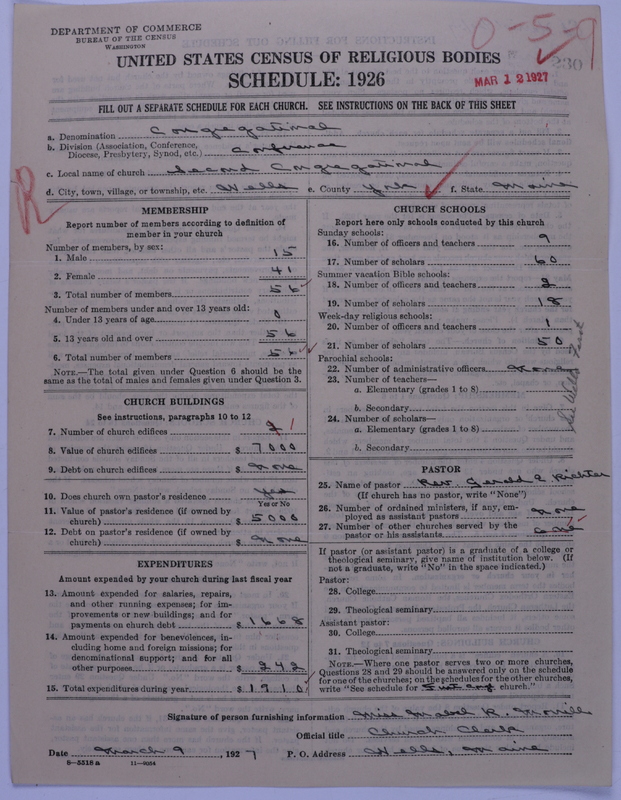 DEPARTMENT OF COMMERCE
BUREAU OF THE CENSUS
WASHINGTON
0-5-9
230
UNITED STATES CENSUS OF RELIGIOUS BODIES
SCHEDULE: 1926
MAR 12 1927
FILL OUT A SEPARATE SCHEDULE FOR EACH CHURCH. SEE INSTRUCTIONS ON THE BACK OF THIS SHEET
a. Denomination Congregational
b. Division (Association, Conference, Diocese, Presbytery, Synod, etc.) Conference
c. Local name of church Second Congregational
d. City, town, village, or township, etc. Wells e. County York f. State Maine
R
MEMBERSHIP
Report number of members according to definition of
member in your church
Number of members, by sex:
1. Male 15
2. Female 41
3. Total number of members 56
Number of members under and over 13 years old:
4. Under 13 years of age 0
5. 13 years old and over 56
6. Total number of members 56
NOTE.—The total given under Question 6 should be
same as the total of males and females given under Question 3.
CHURCH BUILDINGS
See instructions, paragraphs 10 to 12
7. Number of church edifices 2 1
8. Value of church edifices $ 7000
9. Debt on church edifices $ None
10. Does church own pastor's residence Yes
Yes or No
11. Value of pastor's residence (if owned by
church) $ 5000
12. Debt on pastor's residence (if owned by
church) $ None
EXPENDITURES
Amount expended by your church during last fiscal year
13. Amount expended for salaries, repairs,
and other running expenses; for im-
provements or new buildings; and for
payments on church debt $ 1668
14. Amount expended for benevolences, in-
cluding home and foreign missions; for
denominational support; and for all
other purposes $ 242
15. Total expenditures during year $ 1910
CHURCH SCHOOLS
Report here only schools conducted by this church
Sunday schools:
16. Number of officers and teachers 9
17. Number of scholars 60
Summer vacation Bible schools:
18. Number of officers and teachers 2
19. Number of scholars 18
Week-day religious schools:
20. Number of officers and teachers 1
21. Number of scholars 50
Parochial schools:
22. Number of administrative officers None
23. Number of teachers—
a. Elementary (grades 1 to 8)
b. Secondary
24. Number of scholars—
a. Elementary (grades 1 to 8)
b. Secondary
PASTOR
25. Name of pastor Rev. Gerald E. Richter
(If church has no pastor, write "None")
26. Number of ordained ministers, if any, em-
ployed as assistant pastors None
27. Number of other churches served by the
pastor or his assistants one
If pastor (or assistant pastor) is a graduate of a college or
theological seminary, give name of institution below. (If
not a graduate, write "No" in the space indicated.)
Pastor:
28. College
29. Theological seminary
Assistant pastor:
30. College
31. Theological seminary
NOTE.—Where one pastor serves two or more churches,
Questions 28 and 29 should be answered only on the schedule
for one of the churches; on the schedules for the other churches,
write "See schedule for First Cong church."
Signature of person furnishing information Miss Mabel R. Morrill
Official title Church Clerk
Date March 9, 1927 P. O. Address Wells, Maine
8-5518 a 11-9054